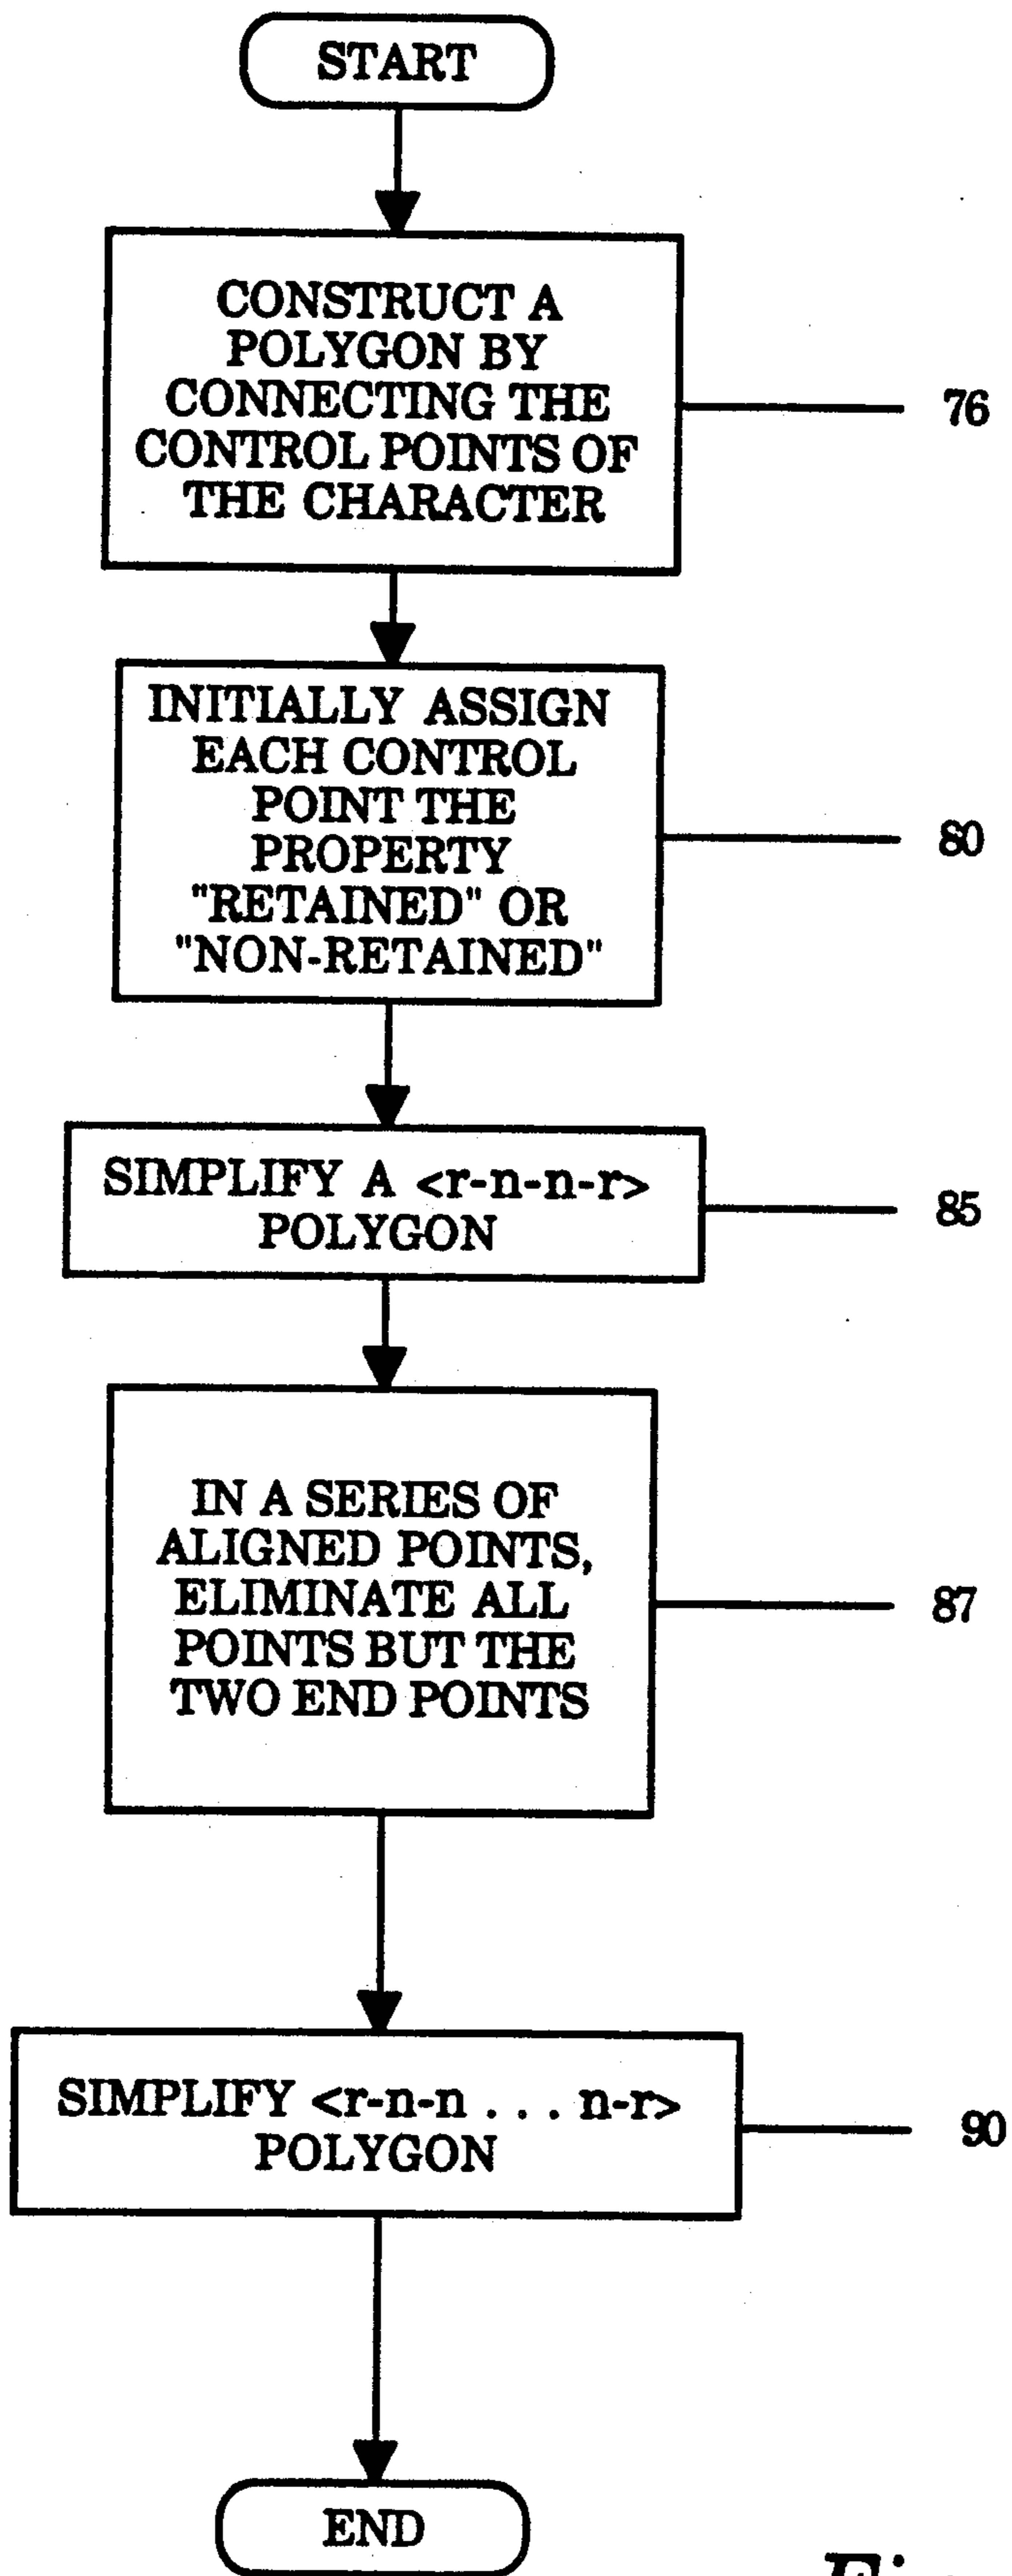 START
CONSTRUCT A
POLYGON BY
CONNECTING THE
CONTROL POINTS OF
THE CHARACTER
76
INITIALLY ASSIGN
EACH CONTROL
POINT THE
PROPERTY
"RETAINED" OR
"NON-RETAINED"
80
SIMPLIFY A <r-n-n-r>
POLYGON
85
IN A SERIES OF
ALIGNED POINTS,
ELIMINATE ALL
POINTS BUT THE
TWO END POINTS
87
SIMPLIFY <r-n-n . . . n-r>
POLYGON
90
END